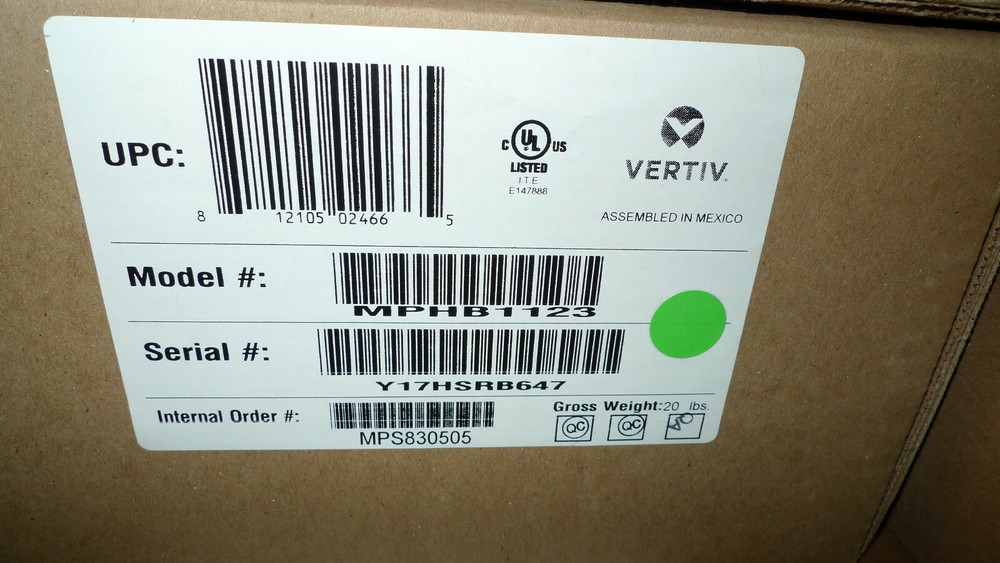 UPC:
8 12105 02466 5
C UL US
LISTED
I.T.E
E147888
VERTIV
ASSEMBLED IN MEXICO
Model #:
MPHB1123
Serial #:
Y17HSRB647
Internal Order #:
MPS830505
Gross Weight:20 lbs.
QC QC